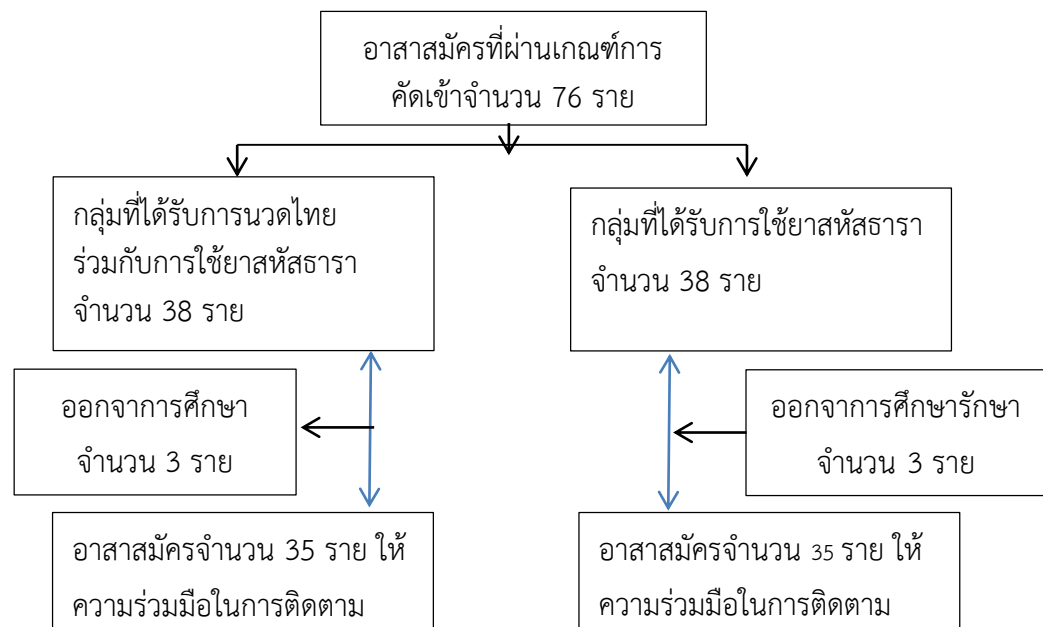 อาสาสมัครที่ผ่านเกณฑ์การ
คัดเข้าจำนวน 76 ราย
กลุ่มที่ได้รับการนวดไทย
ร่วมกับการใช้ยาสหัสธารา
จำนวน 38 ราย
กลุ่มที่ได้รับการใช้ยาสหัสธารา
จำนวน 38 ราย
ออกจาการศึกษา
จำนวน 3 ราย
ออกจาการศึกษารักษา
จำนวน 3 ราย
อาสาสมัครจำนวน 35 ราย ให้
ความร่วมมือในการติดตาม
อาสาสมัครจำนวน 35 ราย ให้
ความร่วมมือในการติดตาม